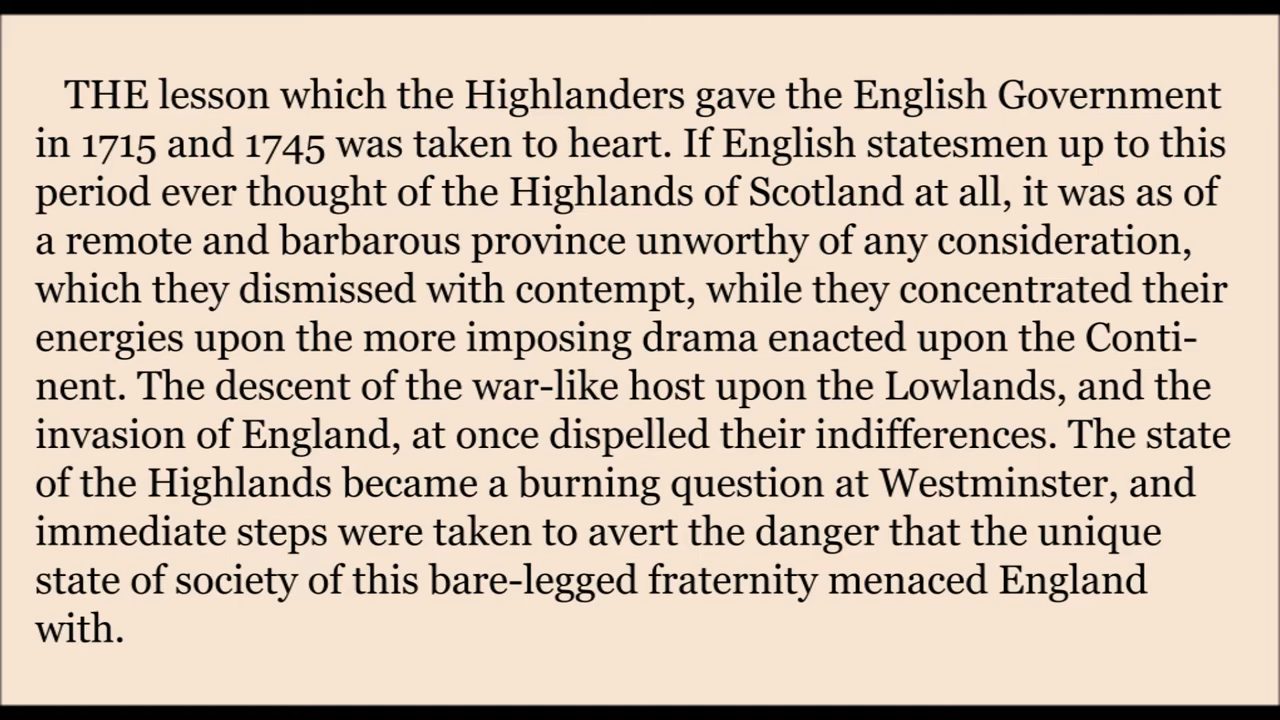 THE lesson which the Highlanders gave the English Government
in 1715 and 1745 was taken to heart. If English statesmen up to this
period ever thought of the Highlands of Scotland at all, it was as of
a remote and barbarous province unworthy of any consideration,
which they dismissed with contempt, while they concentrated their
energies upon the more imposing drama enacted upon the Conti-
nent. The descent of the war-like host upon the Lowlands, and the
invasion of England, at once dispelled their indifferences. The state
of the Highlands became a burning question at Westminster, and
immediate steps were taken to avert the danger that the unique
state of society of this bare-legged fraternity menaced England
with.